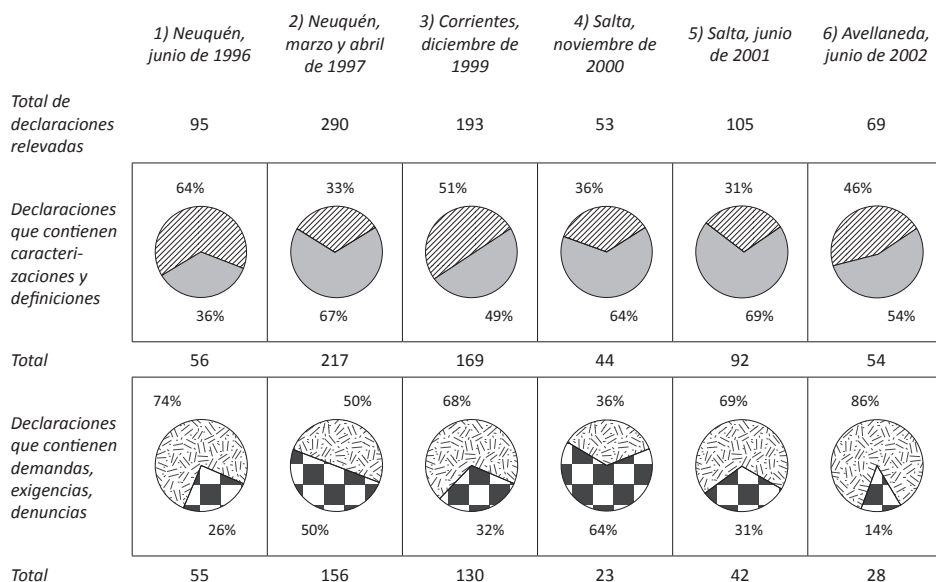 1) Neuquén,
junio de 1996
2) Neuquén,
marzo y abril
de 1997
3) Corrientes,
diciembre de
1999
4) Salta,
noviembre de
2000
5) Salta, junio
de 2001
6) Avellaneda,
junio de 2002
Total de
declaraciones
relevadas
95 290 193 53 105 69
64% 33% 51% 36% 31% 46%
Declaraciones
que contienen
caracteri-
zaciones y
definiciones
36% 67% 49% 64% 69% 54%
Total 56 217 169 44 92 54
74% 50% 68% 36% 69% 86%
Declaraciones
que contienen
demandas,
exigencias,
denuncias
26% 50% 32% 64% 31% 14%
Total 55 156 130 23 42 28